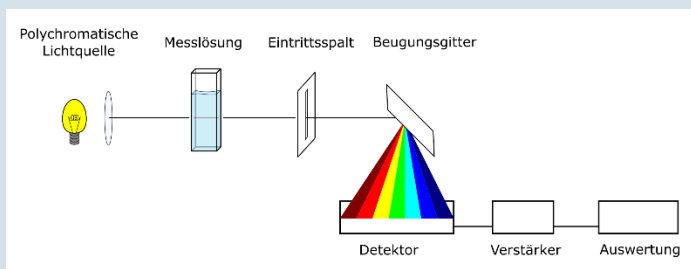 Polychromatische
Lichtquelle
Messlösung
Eintrittsspalt
Beugungsgitter
Detektor
Verstärker
Auswertung